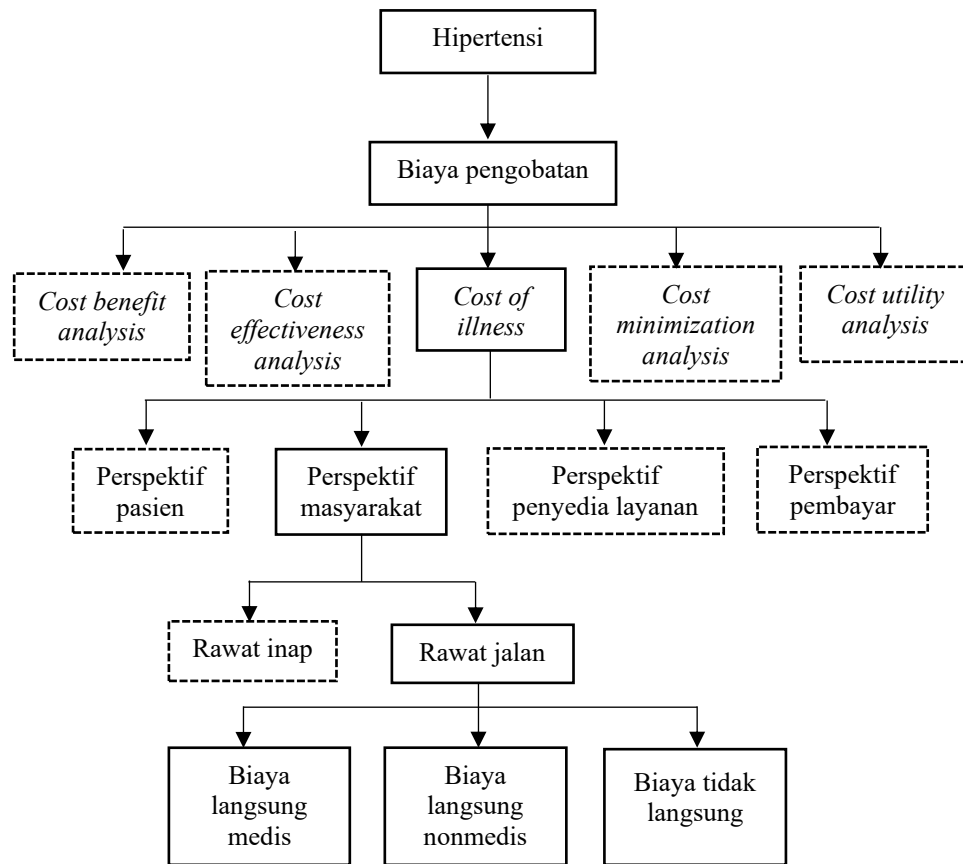 Hipertensi
Biaya pengobatan
Cost benefit
analysis
Cost
effectiveness
analysis
Cost of
illness
Cost
minimization
analysis
Cost utility
analysis
Perspektif
pasien
Perspektif
masyarakat
Perspektif
penyedia layanan
Perspektif
pembayar
Rawat inap
Rawat jalan
Biaya
langsung
medis
Biaya
langsung
nonmedis
Biaya tidak
langsung